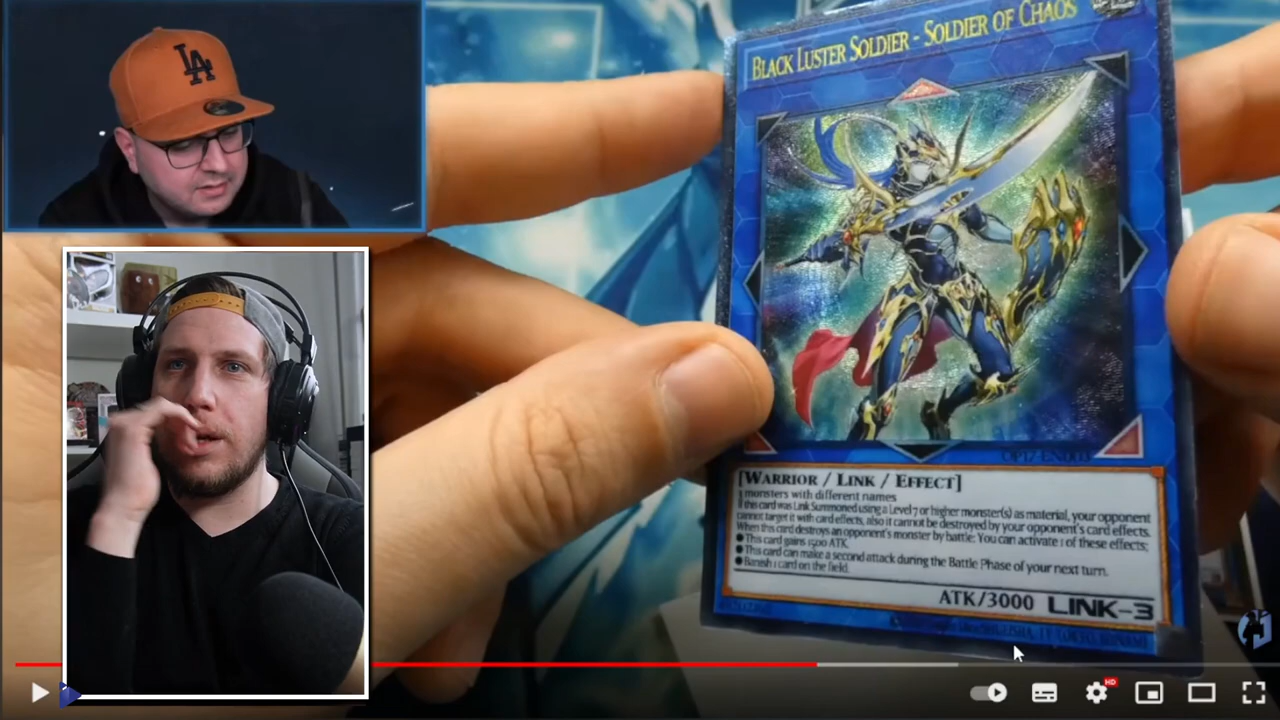 LA
BLACK LUSTER SOLDIER - SOLDIER OF CHAOS
OP17-EN003
[WARRIOR / LINK / EFFECT]
3 monsters with different names
If this card was Link Summoned using a Level 7 or higher monster(s) as material, your opponent
cannot target it with card effects, also it cannot be destroyed by your opponent's card effects.
When this card destroys an opponent's monster by battle: You can activate 1 of these effects;
●This card gains 1500 ATK.
●This card can make a second attack during the Battle Phase of your next turn.
●Banish 1 card on the field.
ATK/3000 LINK-3
HD